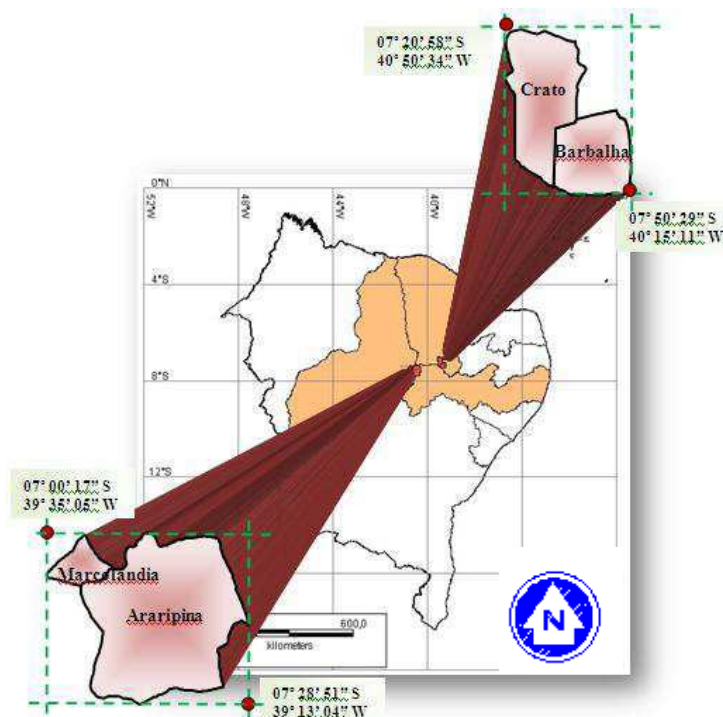 07° 20' 58" S
40° 50' 34" W
Crato
Barbalha
07° 50' 29" S
40° 15' 11" W
0°N
52°W
48°W
44°W
40°W
4°S
8°S
12°S
07° 00' 17" S
39° 35' 05" W
Marcolandia
Araripina
600,0
kilometers
N
07° 28' 51" S
39° 13' 04" W